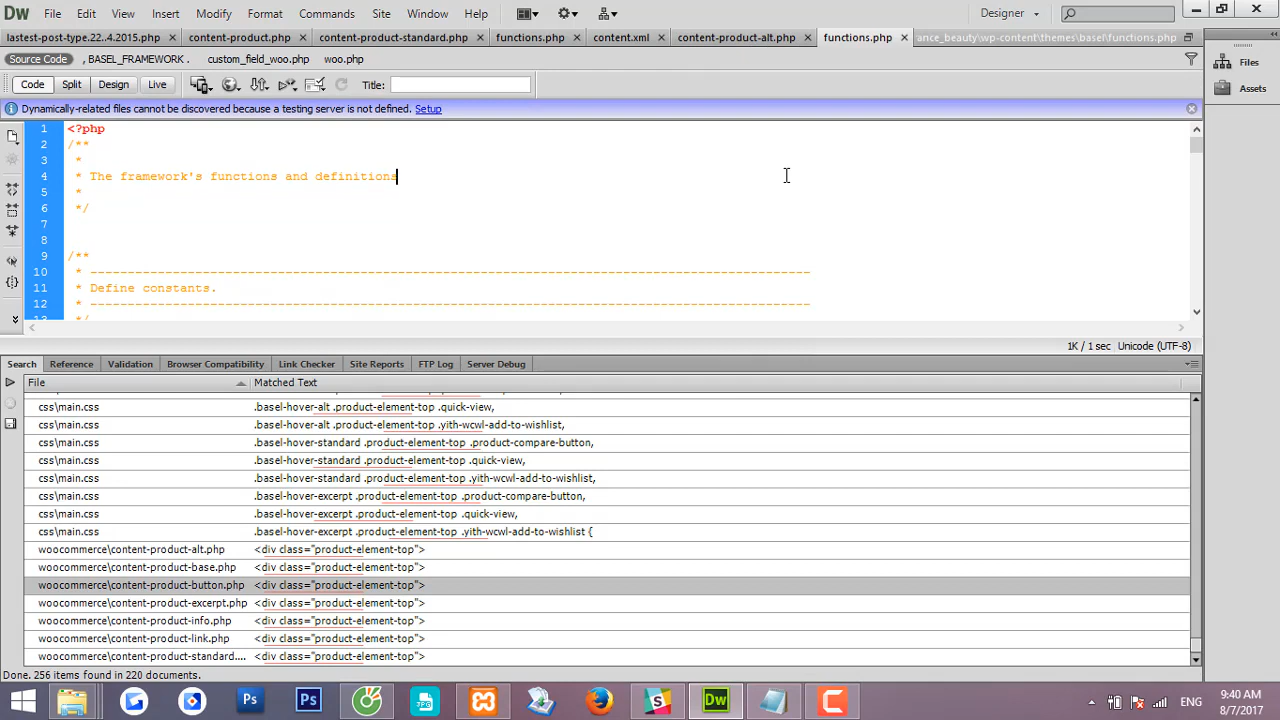 Dw File Edit View Insert Modify Format Commands Site Window Help Designer
lastest-post-type.22..4.2015.php content-product.php content-product-standard.php functions.php content.xml content-product-alt.php functions.php ance_beauty\wp-content\themes\basel\functions.php
Source Code , BASEL_FRAMEWORK . custom_field_woo.php woo.php
Code Split Design Live Title:
Dynamically-related files cannot be discovered because a testing server is not defined. Setup
1 <?php
2 /**
3 *
4 * The framework's functions and definitions
5 *
6 */
7
8
9 /**
10 * ------------------------------------------------------------------------------------------------
11 * Define constants.
12 * ------------------------------------------------------------------------------------------------
13 */
1K / 1 sec Unicode (UTF-8)
Search Reference Validation Browser Compatibility Link Checker Site Reports FTP Log Server Debug
File Matched Text
css\main.css .basel-hover-alt .product-element-top .quick-view,
css\main.css .basel-hover-alt .product-element-top .yith-wcwl-add-to-wishlist,
css\main.css .basel-hover-standard .product-element-top .product-compare-button,
css\main.css .basel-hover-standard .product-element-top .quick-view,
css\main.css .basel-hover-standard .product-element-top .yith-wcwl-add-to-wishlist,
css\main.css .basel-hover-excerpt .product-element-top .product-compare-button,
css\main.css .basel-hover-excerpt .product-element-top .quick-view,
css\main.css .basel-hover-excerpt .product-element-top .yith-wcwl-add-to-wishlist {
woocommerce\content-product-alt.php <div class="product-element-top">
woocommerce\content-product-base.php <div class="product-element-top">
woocommerce\content-product-button.php <div class="product-element-top">
woocommerce\content-product-excerpt.php <div class="product-element-top">
woocommerce\content-product-info.php <div class="product-element-top">
woocommerce\content-product-link.php <div class="product-element-top">
woocommerce\content-product-standard.... <div class="product-element-top">
Done. 256 items found in 220 documents.
Files
Assets
Ps Ps JPG S Dw C ENG 9:40 AM
8/7/2017